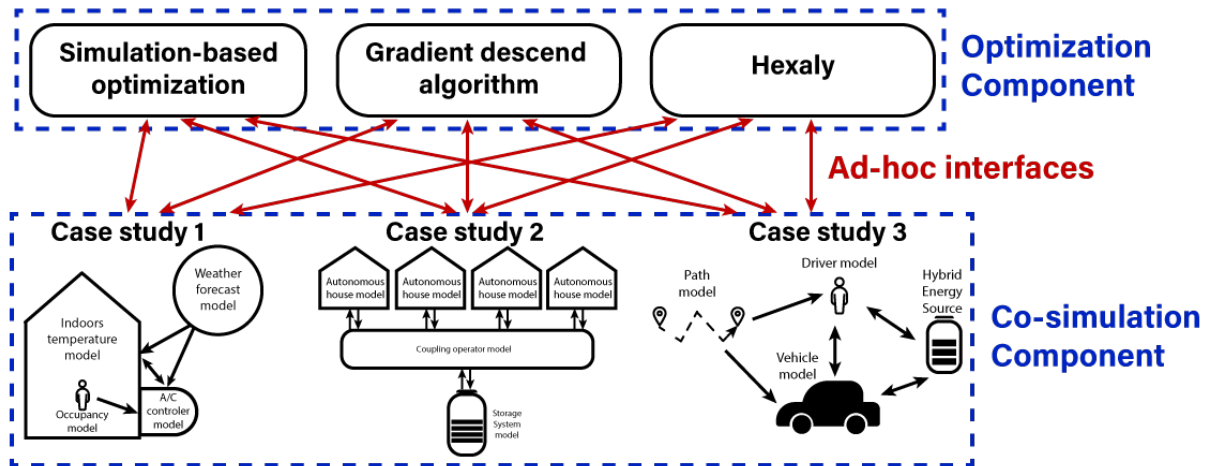 Simulation-based
optimization
Gradient descend
algorithm
Hexaly
Optimization
Component
Ad-hoc interfaces
Case study 1
Case study 2
Case study 3
Weather
forecast
model
Indoors
temperature
model
Occupancy
model
A/C
controler
model
Autonomous
house model
Autonomous
house model
Autonomous
house model
Autonomous
house model
Coupling operator model
Storage
System
model
Path
model
Driver model
Hybrid
Energy
Source
Vehicle
model
Co-simulation
Component